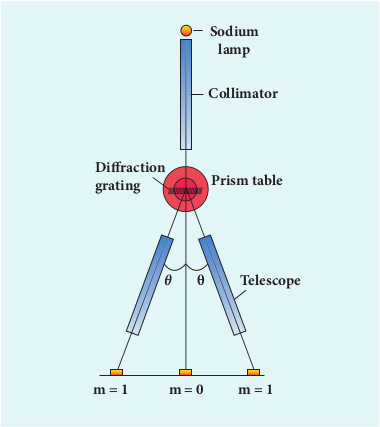 Sodium
lamp
Collimator
Diffraction
grating
Prism table
θ θ
Telescope
m = 1 m = 0 m = 1